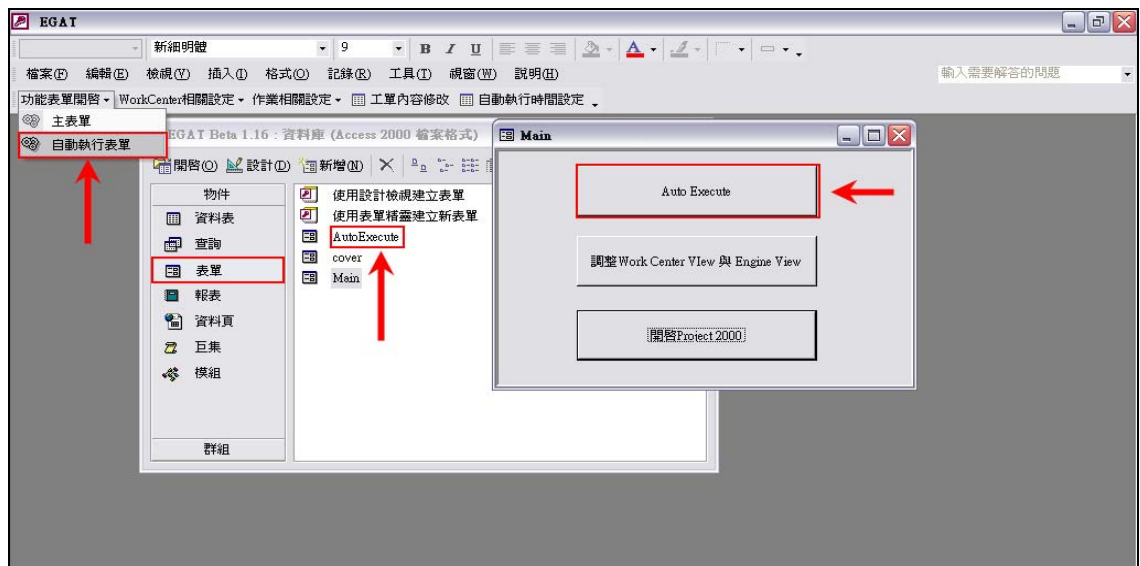 EGAT
新細明體 9 B I U A
檔案(F) 編輯(E) 檢視(V) 插入(I) 格式(O) 記錄(R) 工具(T) 視窗(W) 說明(H) 輸入需要解答的問題
功能表單開啓 WorkCenter相關設定 作業相關設定 工單內容修改 自動執行時間設定
主表單
自動執行表單
EGAT Beta 1.16 : 資料庫 (Access 2000 檔案格式)
開啓(O) 設計(D) 新增(N)
物件
資料表
查詢
表單
報表
資料頁
巨集
模組
群組
使用設計檢視建立表單
使用表單精靈建立新表單
AutoExecute
cover
Main
Main
Auto Execute
調整Work Center VIew 與 Engine View
開啓Project 2000